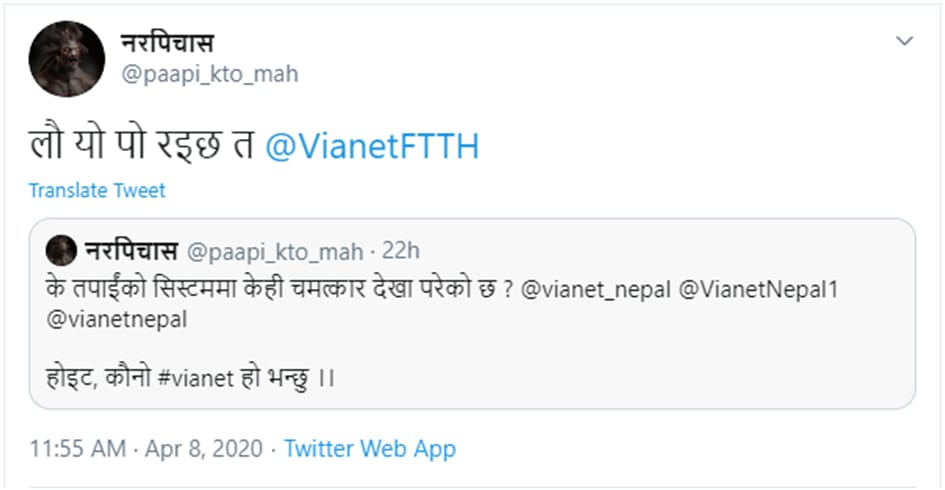 नरपिचास
@paapi_kto_mah
लौ यो पो रइछ त @VianetFTTH
Translate Tweet
नरपिचास @paapi_kto_mah · 22h
के तपाईंको सिस्टममा केही चमत्कार देखा परेको छ ? @vianet_nepal @VianetNepal1
@vianetnepal
होइट, कौनो #vianet हो भन्छु ।।
11:55 AM · Apr 8, 2020 · Twitter Web App